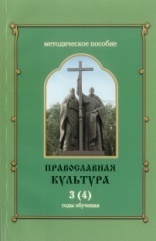 МЕТОДИЧЕСКОЕ ПОСОБИЕ
ПРАВОСЛАВНАЯ
КУЛЬТУРА
3 (4)
годы обучения